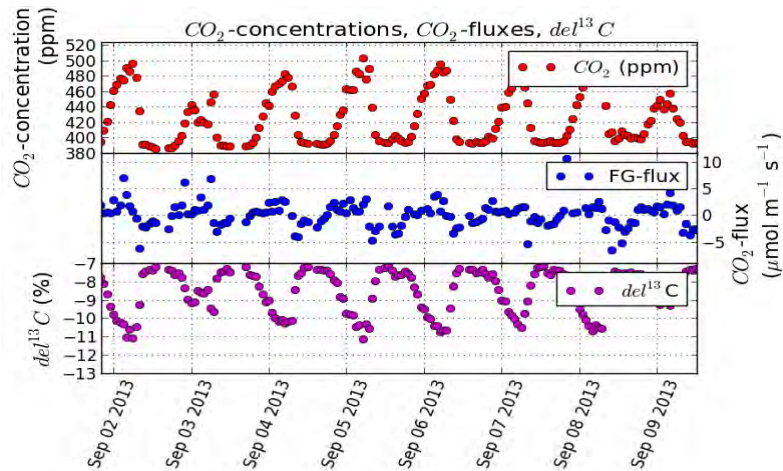 CO2-concentrations, CO2-fluxes, del13C
CO2-concentration
(ppm)
520
500
480
460
440
420
400
380
CO2 (ppm)
FG-flux
10
5
0
−5
CO2-flux
(μmol m−1 s−1)
−7
−8
−9
−10
−11
−12
−13
del13C (%)
del13C
Sep 02 2013
Sep 03 2013
Sep 04 2013
Sep 05 2013
Sep 06 2013
Sep 07 2013
Sep 08 2013
Sep 09 2013